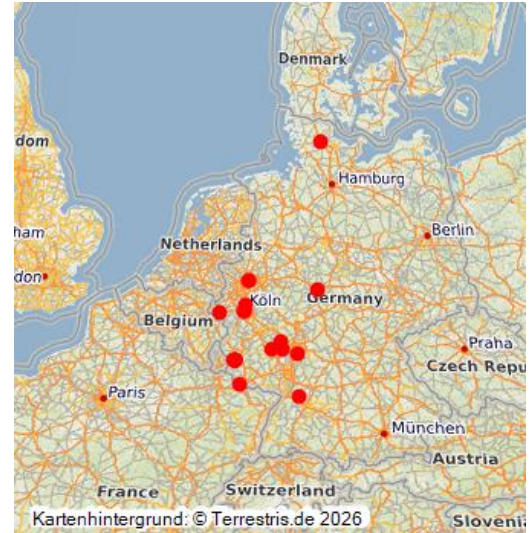 Denmark
dom
Hamburg
ham
Berlin
Netherlands
don
Köln
Germany
Belgium
Praha
Czech Repu
Paris
München
Austria
France
Switzerland
Sloveni
Kartenhintergrund: © Terrestris.de 2026